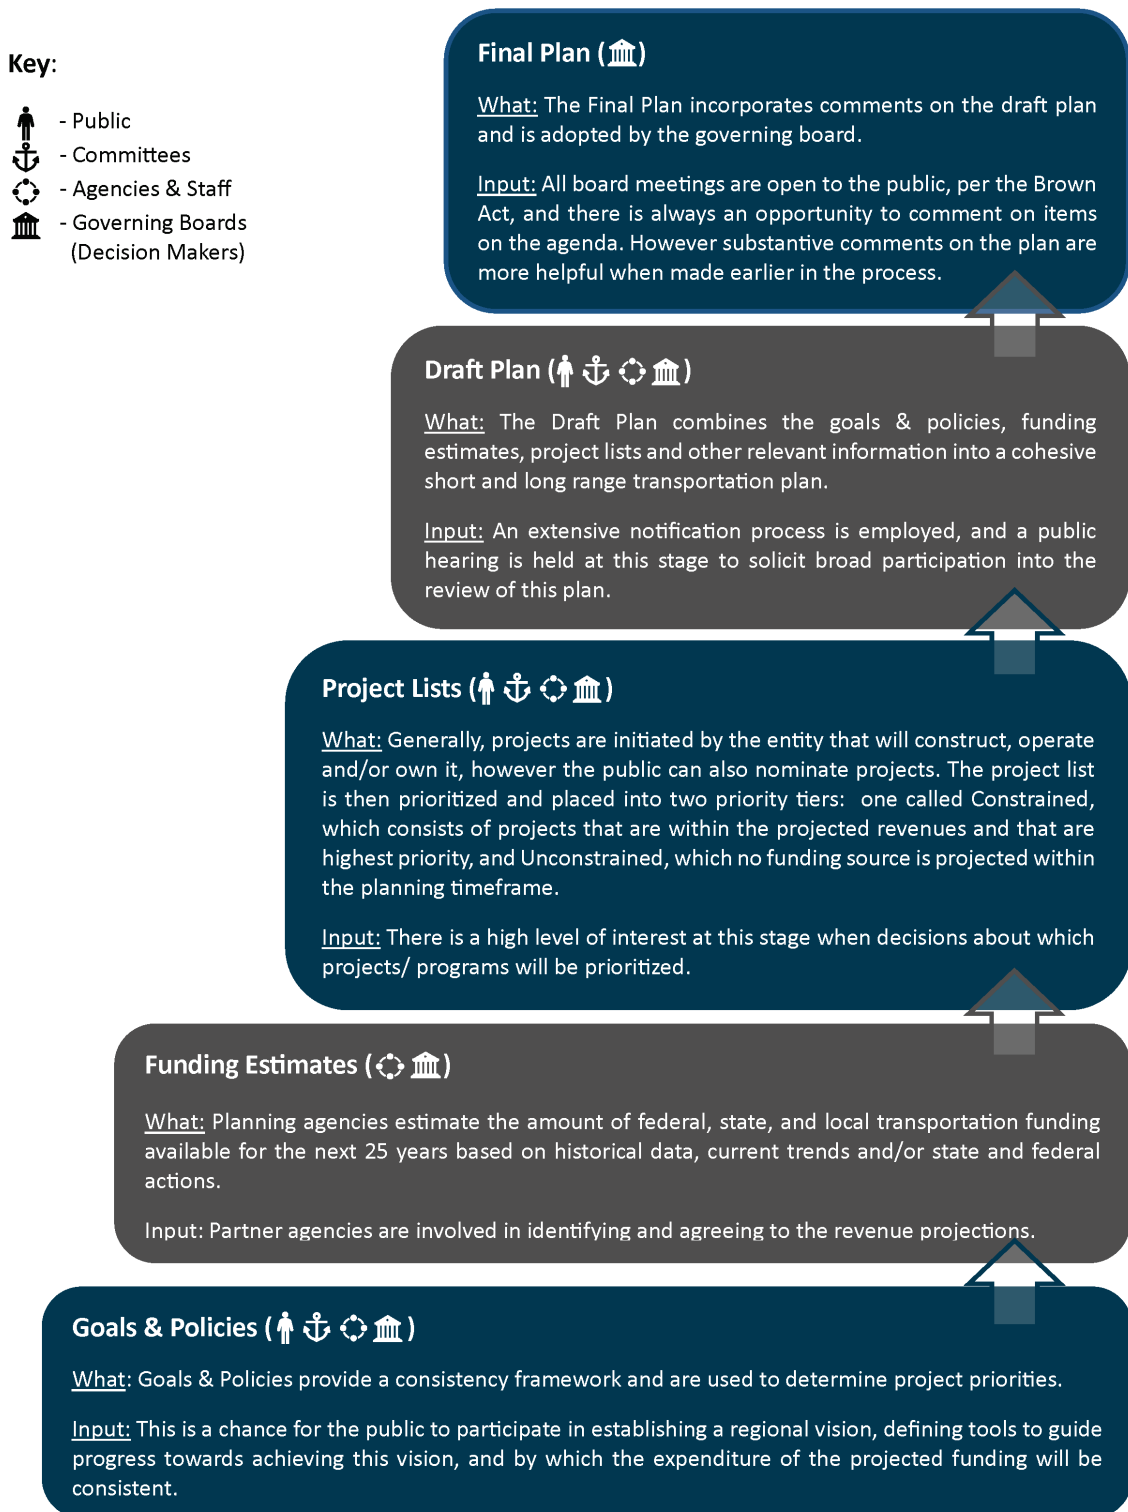 Key:
- Public
- Committees
- Agencies & Staff
- Governing Boards
(Decision Makers)
Final Plan ( )
What: The Final Plan incorporates comments on the draft plan
and is adopted by the governing board.
Input: All board meetings are open to the public, per the Brown
Act, and there is always an opportunity to comment on items
on the agenda. However substantive comments on the plan are
more helpful when made earlier in the process.
Draft Plan ( )
What: The Draft Plan combines the goals & policies, funding
estimates, project lists and other relevant information into a cohesive
short and long range transportation plan.
Input: An extensive notification process is employed, and a public
hearing is held at this stage to solicit broad participation into the
review of this plan.
Project Lists ( )
What: Generally, projects are initiated by the entity that will construct, operate
and/or own it, however the public can also nominate projects. The project list
is then prioritized and placed into two priority tiers: one called Constrained,
which consists of projects that are within the projected revenues and that are
highest priority, and Unconstrained, which no funding source is projected within
the planning timeframe.
Input: There is a high level of interest at this stage when decisions about which
projects/ programs will be prioritized.
Funding Estimates ( )
What: Planning agencies estimate the amount of federal, state, and local transportation funding
available for the next 25 years based on historical data, current trends and/or state and federal
actions.
Input: Partner agencies are involved in identifying and agreeing to the revenue projections.
Goals & Policies ( )
What: Goals & Policies provide a consistency framework and are used to determine project priorities.
Input: This is a chance for the public to participate in establishing a regional vision, defining tools to guide
progress towards achieving this vision, and by which the expenditure of the projected funding will be
consistent.